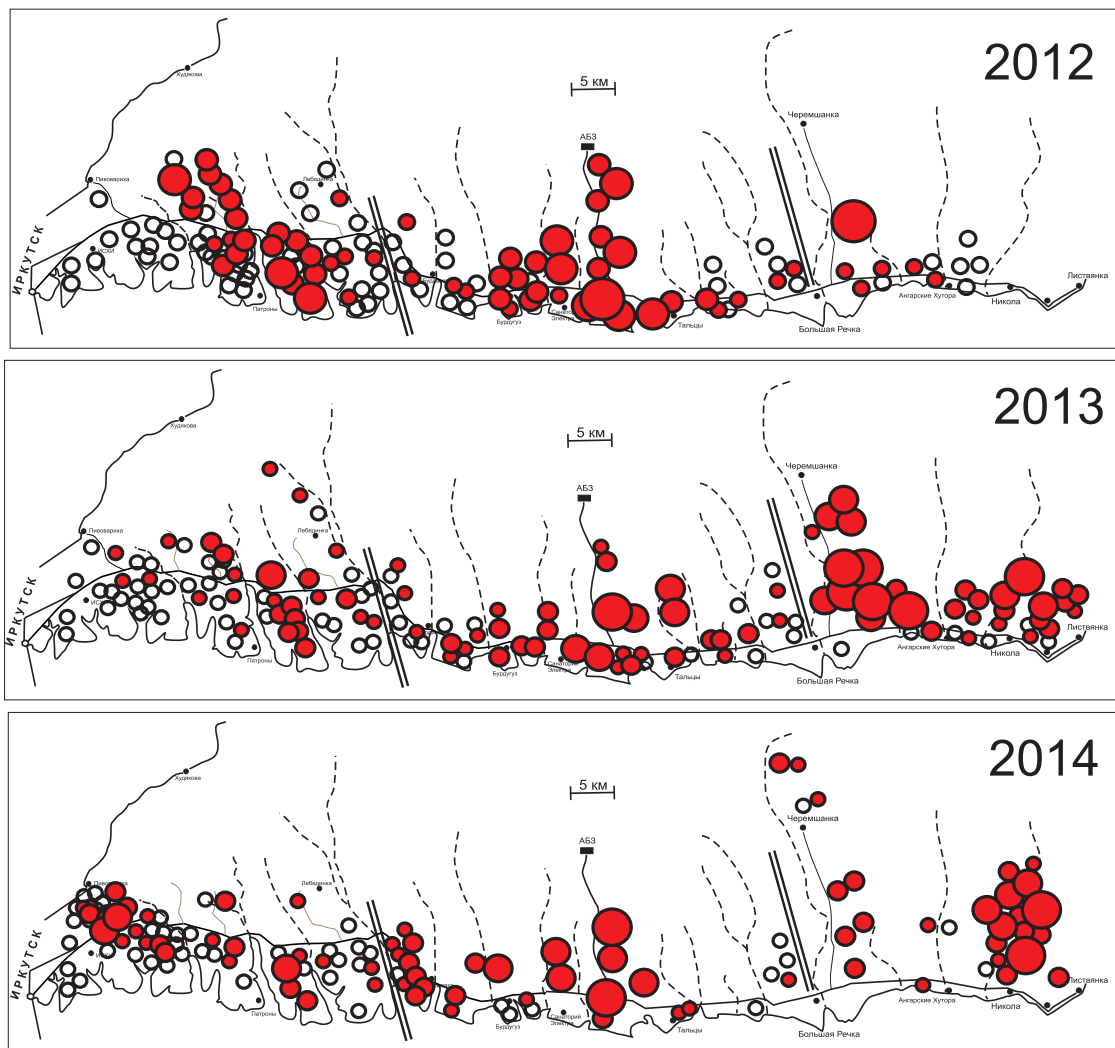 2012
Худякова
5 км
АБЗ
Черемшанка
Пивовариха
Лебединка
ИРКУТСК
ИСХИ
Патроны
Бурдугуз
Санаторий
Электра
Тальцы
Большая Речка
Ангарские Хутора
Никола
Листвянка
2013
Худякова
5 км
АБЗ
Черемшанка
Пивовариха
Лебединка
ИРКУТСК
Патроны
Бурдугуз
Санаторий
Электра
Тальцы
Большая Речка
Ангарские Хутора
Никола
Листвянка
2014
Худякова
5 км
АБЗ
Черемшанка
Лебединка
ИРКУТСК
Патроны
Бурдугуз
Санаторий
Электра
Тальцы
Большая Речка
Ангарские Хутора
Никола
Листвянка